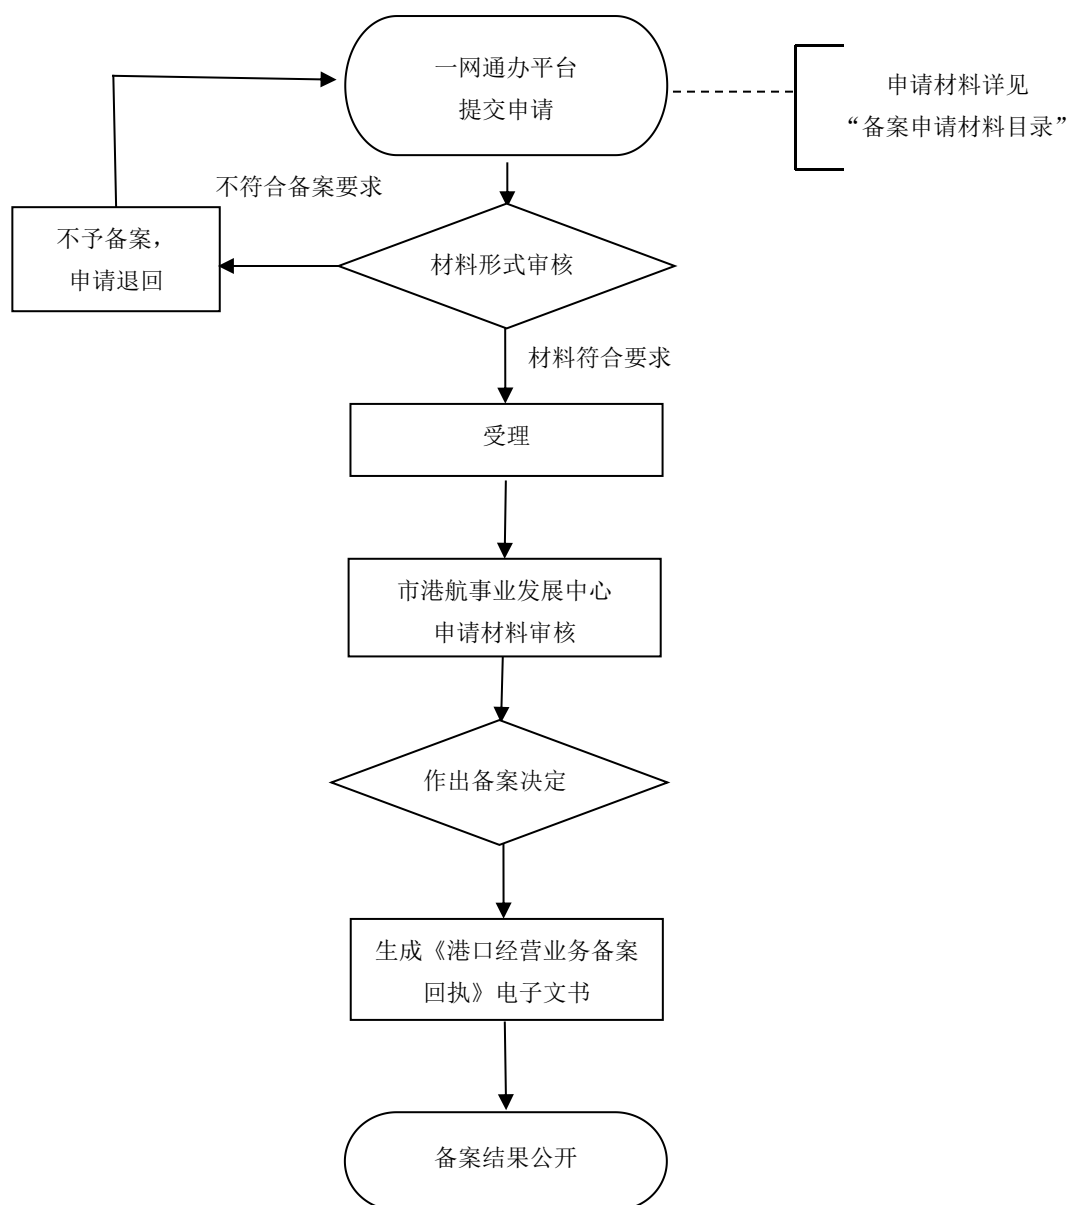 一网通办平台
提交申请
申请材料详见
“备案申请材料目录”
不符合备案要求
不予备案，
申请退回
材料形式审核
材料符合要求
受理
市港航事业发展中心
申请材料审核
作出备案决定
生成《港口经营业务备案
回执》电子文书
备案结果公开